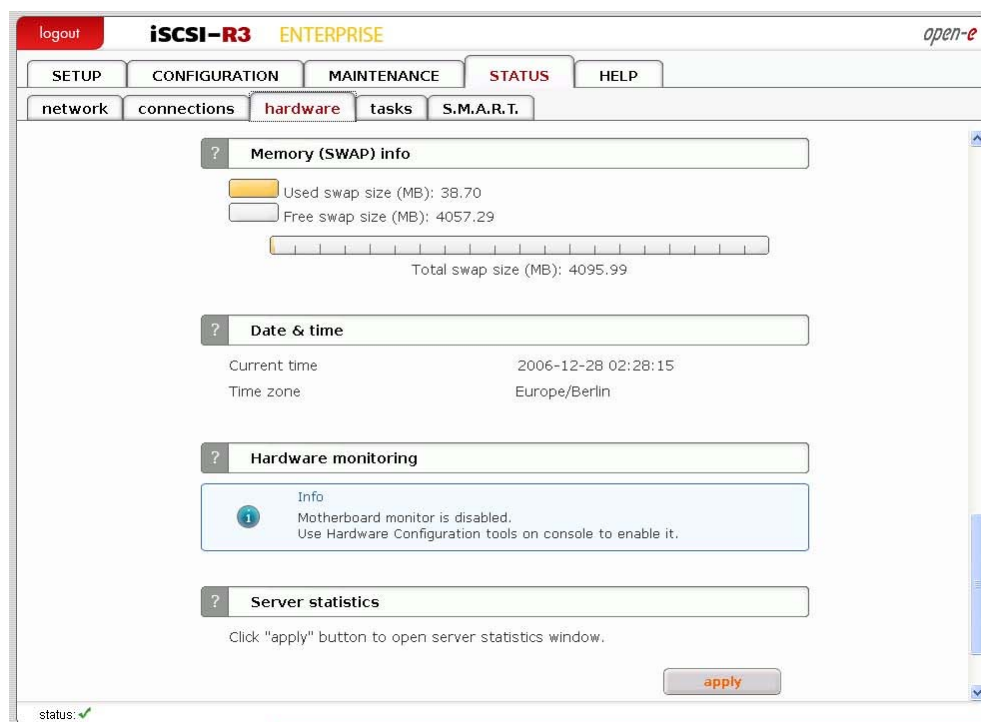 logout iSCSI-R3 ENTERPRISE open-e
SETUP CONFIGURATION MAINTENANCE STATUS HELP
network connections hardware tasks S.M.A.R.T.
? Memory (SWAP) info
Used swap size (MB): 38.70
Free swap size (MB): 4057.29
Total swap size (MB): 4095.99
? Date & time
Current time 2006-12-28 02:28:15
Time zone Europe/Berlin
? Hardware monitoring
Info
i Motherboard monitor is disabled.
Use Hardware Configuration tools on console to enable it.
? Server statistics
Click "apply" button to open server statistics window.
apply
status: